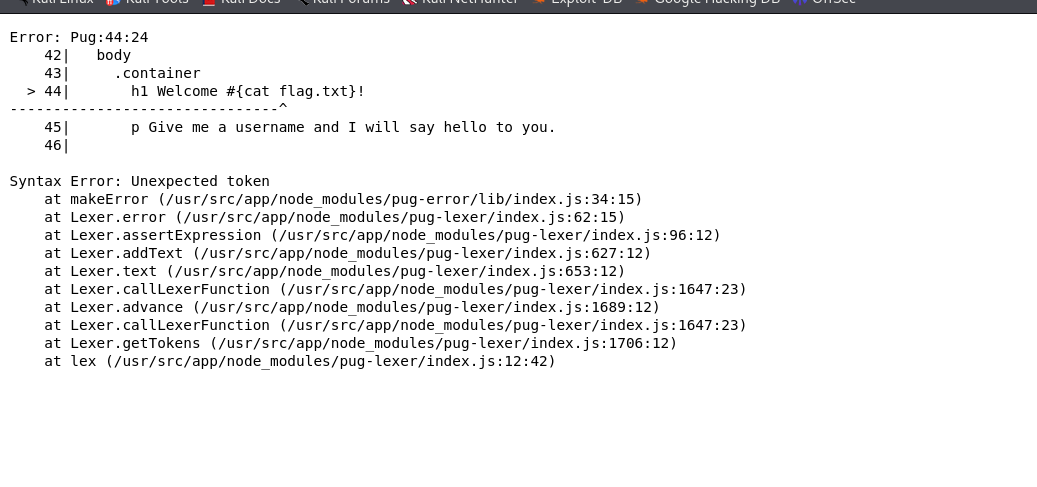 Kali Linux Kali Tools Kali Docs Kali Forums Kali NetHunter Exploit-DB Google Hacking DB OffSec
Error: Pug:44:24
42|   body
43|     .container
> 44|       h1 Welcome #{cat flag.txt}!
-------------------------------^
45|       p Give me a username and I will say hello to you.
46|
Syntax Error: Unexpected token
at makeError (/usr/src/app/node_modules/pug-error/lib/index.js:34:15)
at Lexer.error (/usr/src/app/node_modules/pug-lexer/index.js:62:15)
at Lexer.assertExpression (/usr/src/app/node_modules/pug-lexer/index.js:96:12)
at Lexer.addText (/usr/src/app/node_modules/pug-lexer/index.js:627:12)
at Lexer.text (/usr/src/app/node_modules/pug-lexer/index.js:653:12)
at Lexer.callLexerFunction (/usr/src/app/node_modules/pug-lexer/index.js:1647:23)
at Lexer.advance (/usr/src/app/node_modules/pug-lexer/index.js:1689:12)
at Lexer.callLexerFunction (/usr/src/app/node_modules/pug-lexer/index.js:1647:23)
at Lexer.getTokens (/usr/src/app/node_modules/pug-lexer/index.js:1706:12)
at lex (/usr/src/app/node_modules/pug-lexer/index.js:12:42)